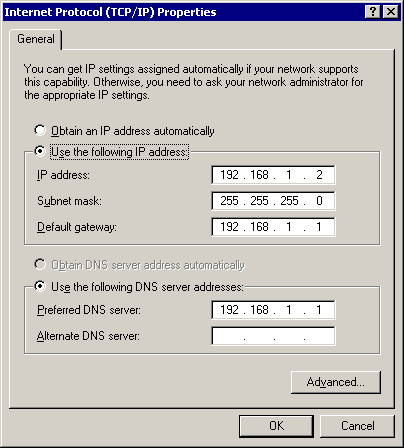 Internet Protocol (TCP/IP) Properties
General
You can get IP settings assigned automatically if your network supports
this capability. Otherwise, you need to ask your network administrator for
the appropriate IP settings.
Obtain an IP address automatically
Use the following IP address:
IP address: 192 . 168 . 1 . 2
Subnet mask: 255 . 255 . 255 . 0
Default gateway: 192 . 168 . 1 . 1
Obtain DNS server address automatically
Use the following DNS server addresses:
Preferred DNS server: 192 . 168 . 1 . 1
Alternate DNS server: . . .
Advanced...
OK Cancel